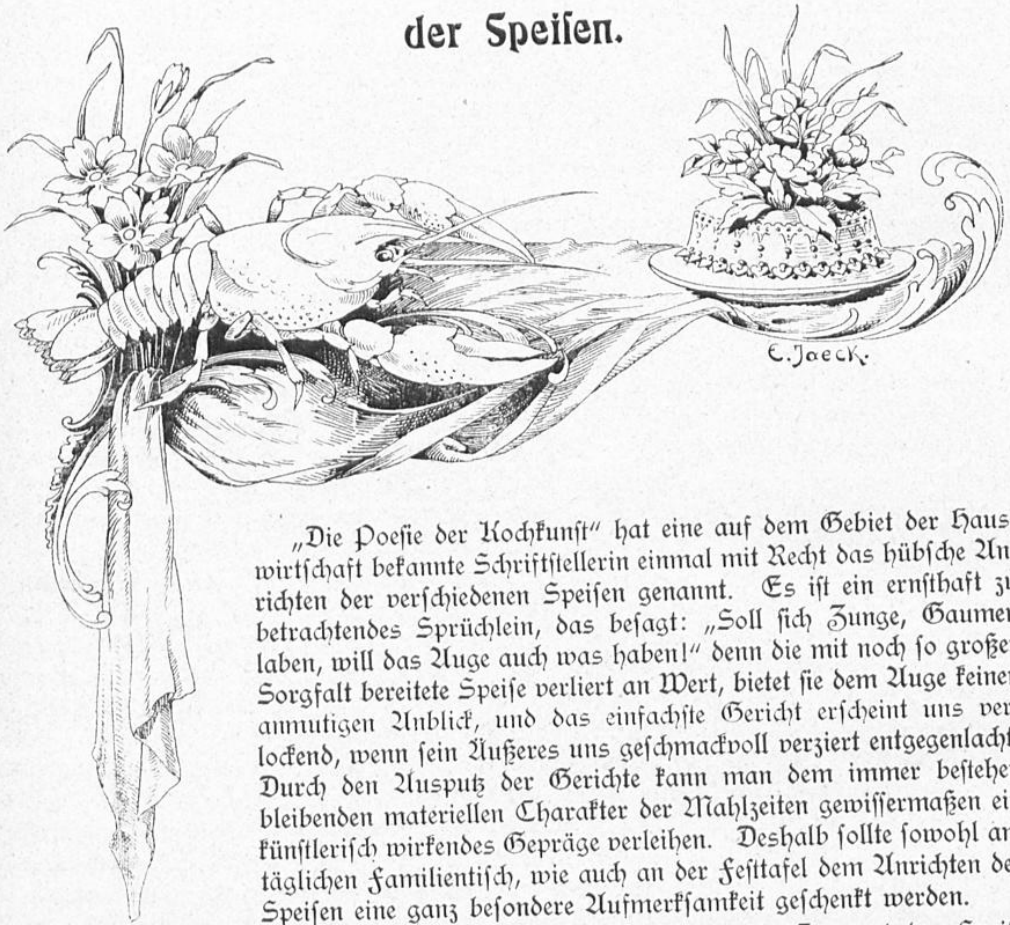 der Speiſen.
E. Jaeck.
„Die Poeſie der Kochkunſt“ hat eine auf dem Gebiet der Haus
wirtſchaft bekannte Schriftſtellerin einmal mit Recht das hübſche An
richten der verſchiedenen Speiſen genannt. Es iſt ein ernſthaft zu
betrachtendes Sprüchlein, das beſagt: „Soll ſich Zunge, Gaumen
laben, will das Auge auch was haben!“ denn die mit noch ſo großer
Sorgfalt bereitete Speiſe verliert an Wert, bietet ſie dem Auge keinen
anmutigen Anblick, und das einfachſte Gericht erſcheint uns ver
lockend, wenn ſein Äußeres uns geſchmackvoll verziert entgegenlacht
Durch den Ausputz der Gerichte kann man dem immer beſtehen
bleibenden materiellen Charakter der Mahlzeiten gewiſſermaßen ei
künſtleriſch wirkendes Gepräge verleihen. Deshalb ſollte ſowohl am
täglichen Familientiſch, wie auch an der Feſttafel dem Anrichten de
Speiſen eine ganz beſondere Aufmerkſamkeit geſchenkt werden.